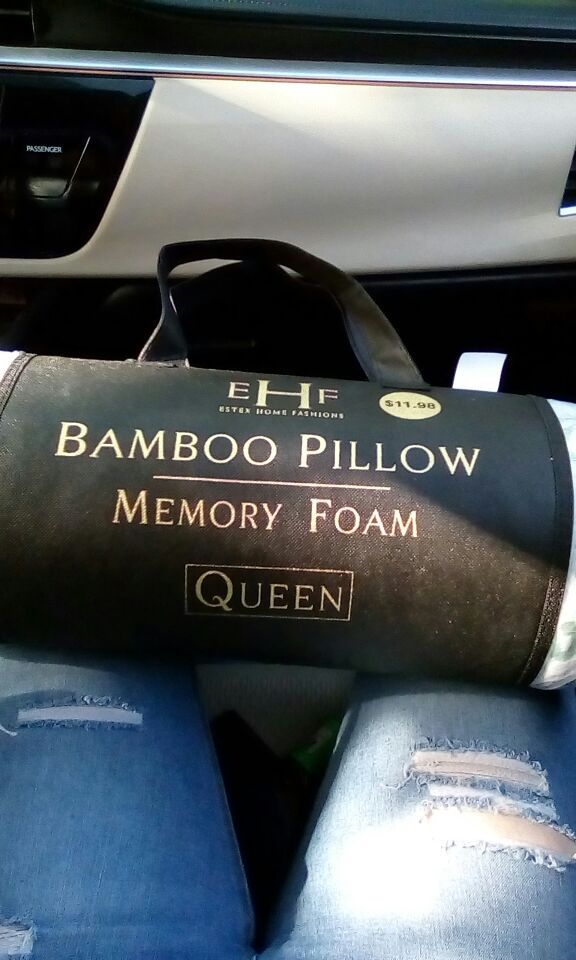 PASSENGER
EHF
ESTEX HOME FASHIONS
$11.98
BAMBOO PILLOW
MEMORY FOAM
QUEEN